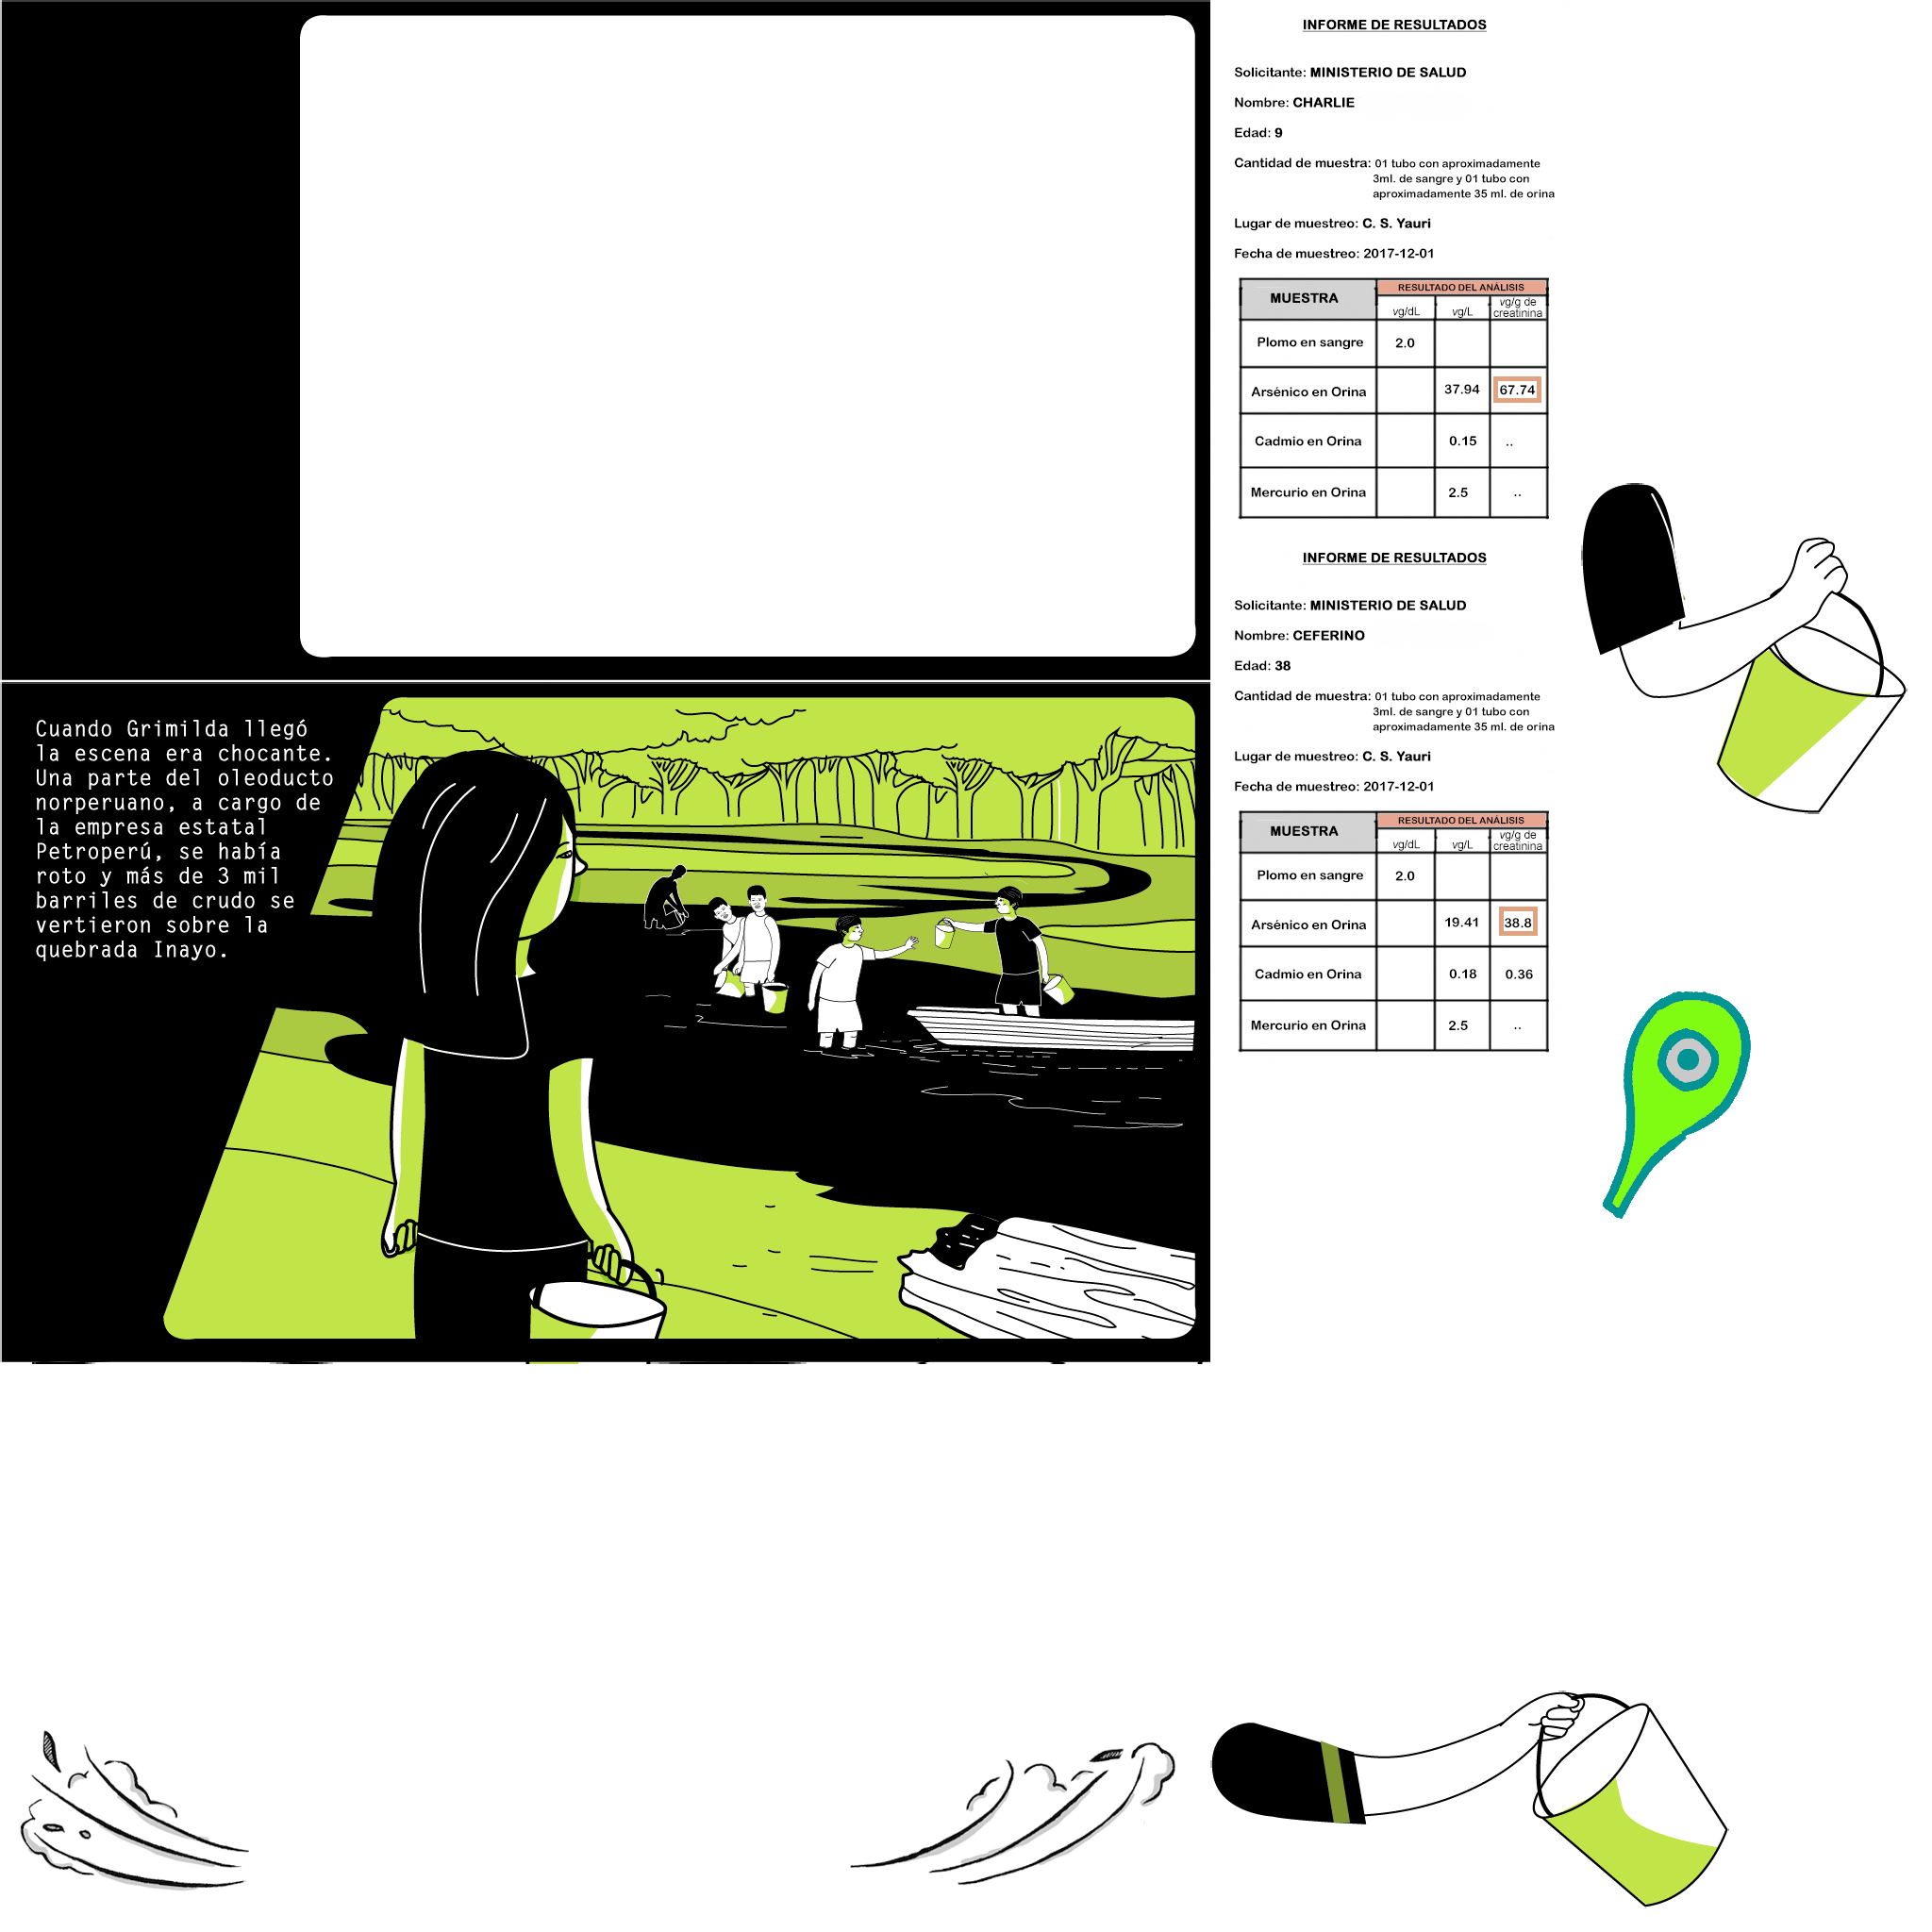 Cuando Grimilda llegó
la escena era chocante.
Una parte del oleoducto
norperuano, a cargo de
la empresa estatal
Petroperú, se había
roto y más de 3 mil
barriles de crudo se
vertieron sobre la
quebrada Inayo.
INFORME DE RESULTADOS
Solicitante: MINISTERIO DE SALUD
Nombre: CHARLIE
Edad: 9
Cantidad de muestra: 01 tubo con aproximadamente
3ml. de sangre y 01 tubo con
aproximadamente 35 ml. de orina
Lugar de muestreo: C. S. Yauri
Fecha de muestreo: 2017-12-01
MUESTRA RESULTADO DEL ANÁLISIS
vg/dL vg/L vg/g de
creatinina
Plomo en sangre 2.0
Arsénico en Orina 37.94 67.74
Cadmio en Orina 0.15 ..
Mercurio en Orina 2.5 ..
INFORME DE RESULTADOS
Solicitante: MINISTERIO DE SALUD
Nombre: CEFERINO
Edad: 38
Cantidad de muestra: 01 tubo con aproximadamente
3ml. de sangre y 01 tubo con
aproximadamente 35 ml. de orina
Lugar de muestreo: C. S. Yauri
Fecha de muestreo: 2017-12-01
MUESTRA RESULTADO DEL ANÁLISIS
vg/dL vg/L vg/g de
creatinina
Plomo en sangre 2.0
Arsénico en Orina 19.41 38.8
Cadmio en Orina 0.18 0.36
Mercurio en Orina 2.5 ..